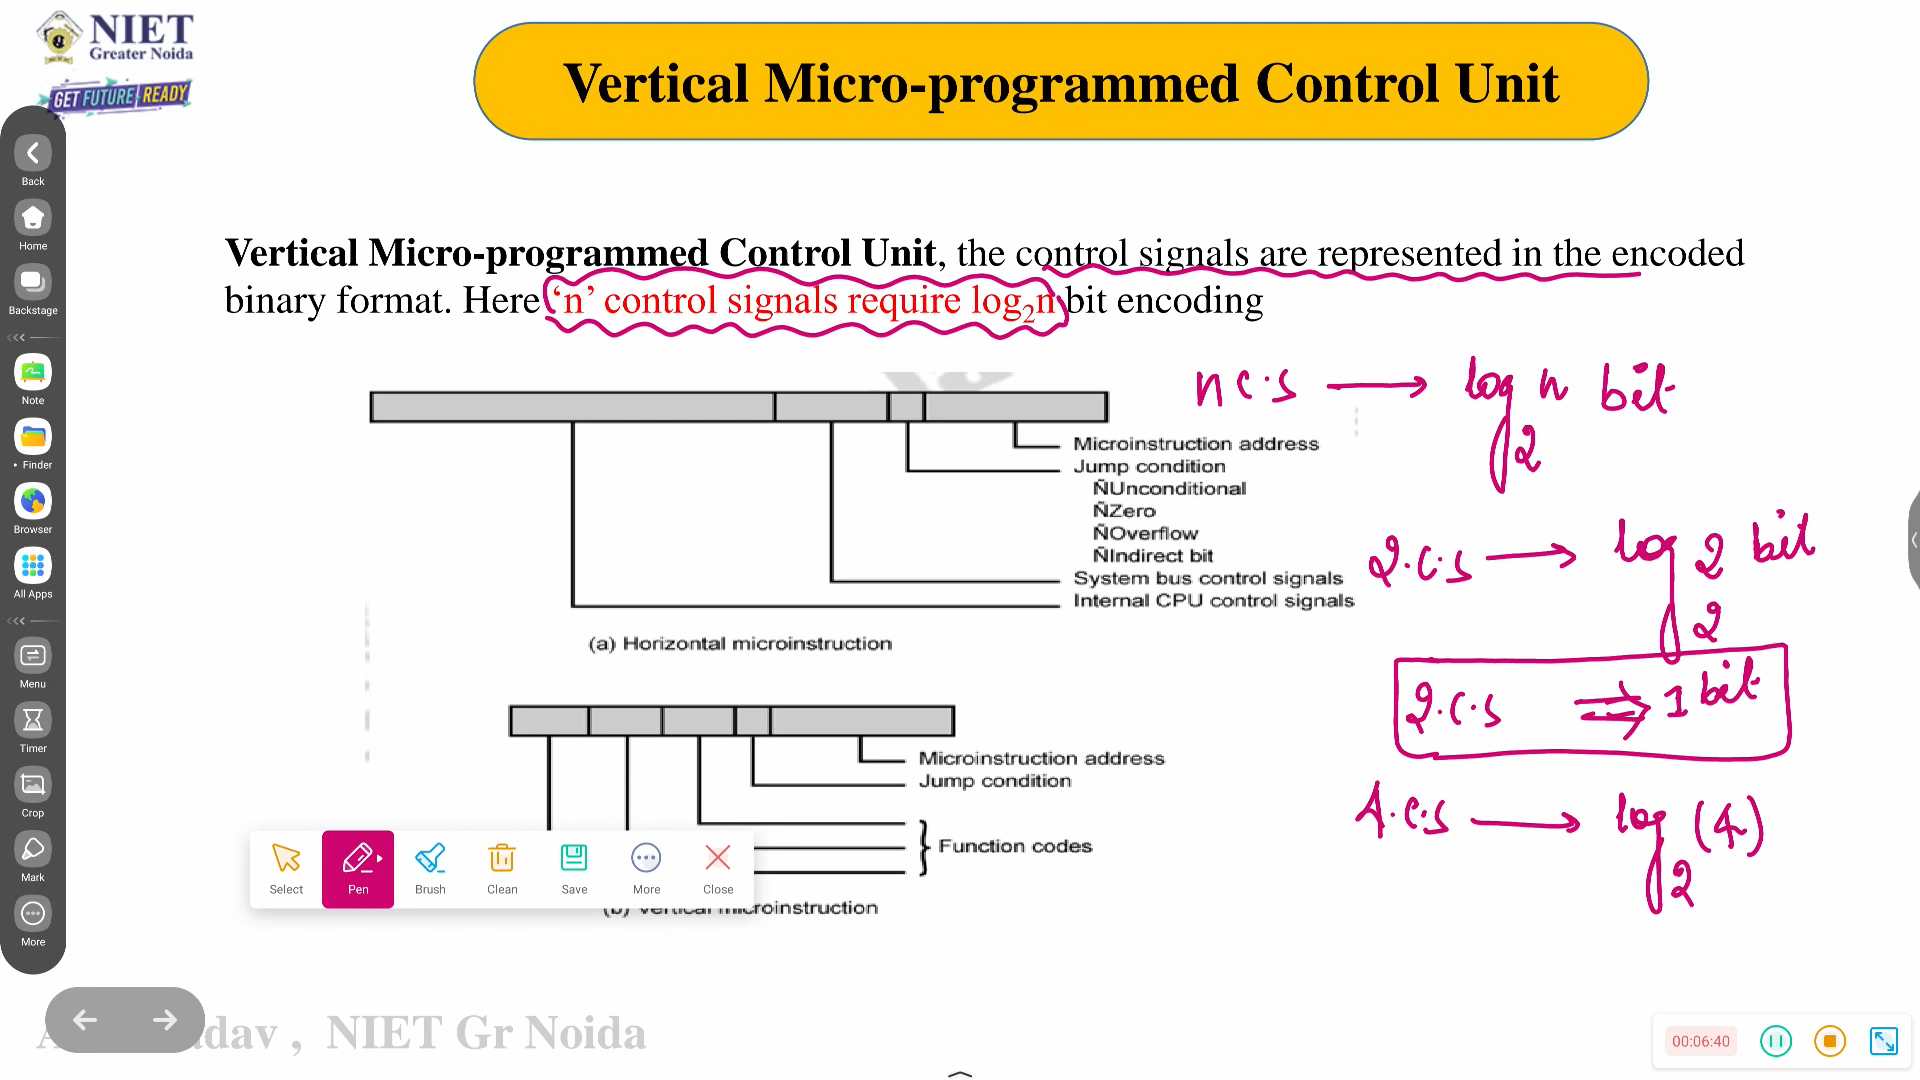 NIET
Greater Noida
GET FUTURE READY
Vertical Micro-programmed Control Unit
Back
Home
Backstage
Note
Finder
Browser
All Apps
Menu
Timer
Crop
Mark
More
Vertical Micro-programmed Control Unit, the control signals are represented in the encoded
binary format. Here ‘n’ control signals require log₂n bit encoding
n c.s → log₂ n bit
Microinstruction address
Jump condition
ÑUnconditional
ÑZero
ÑOverflow
ÑIndirect bit
System bus control signals
Internal CPU control signals
(a) Horizontal microinstruction
2.c.s → log₂ 2 bit
2.c.s ⇒ 1 bit
4.c.s → log₂ (4)
Microinstruction address
Jump condition
Function codes
(b) Vertical microinstruction
Select
Pen
Brush
Clean
Save
More
Close
dav , NIET Gr Noida
00:06:40